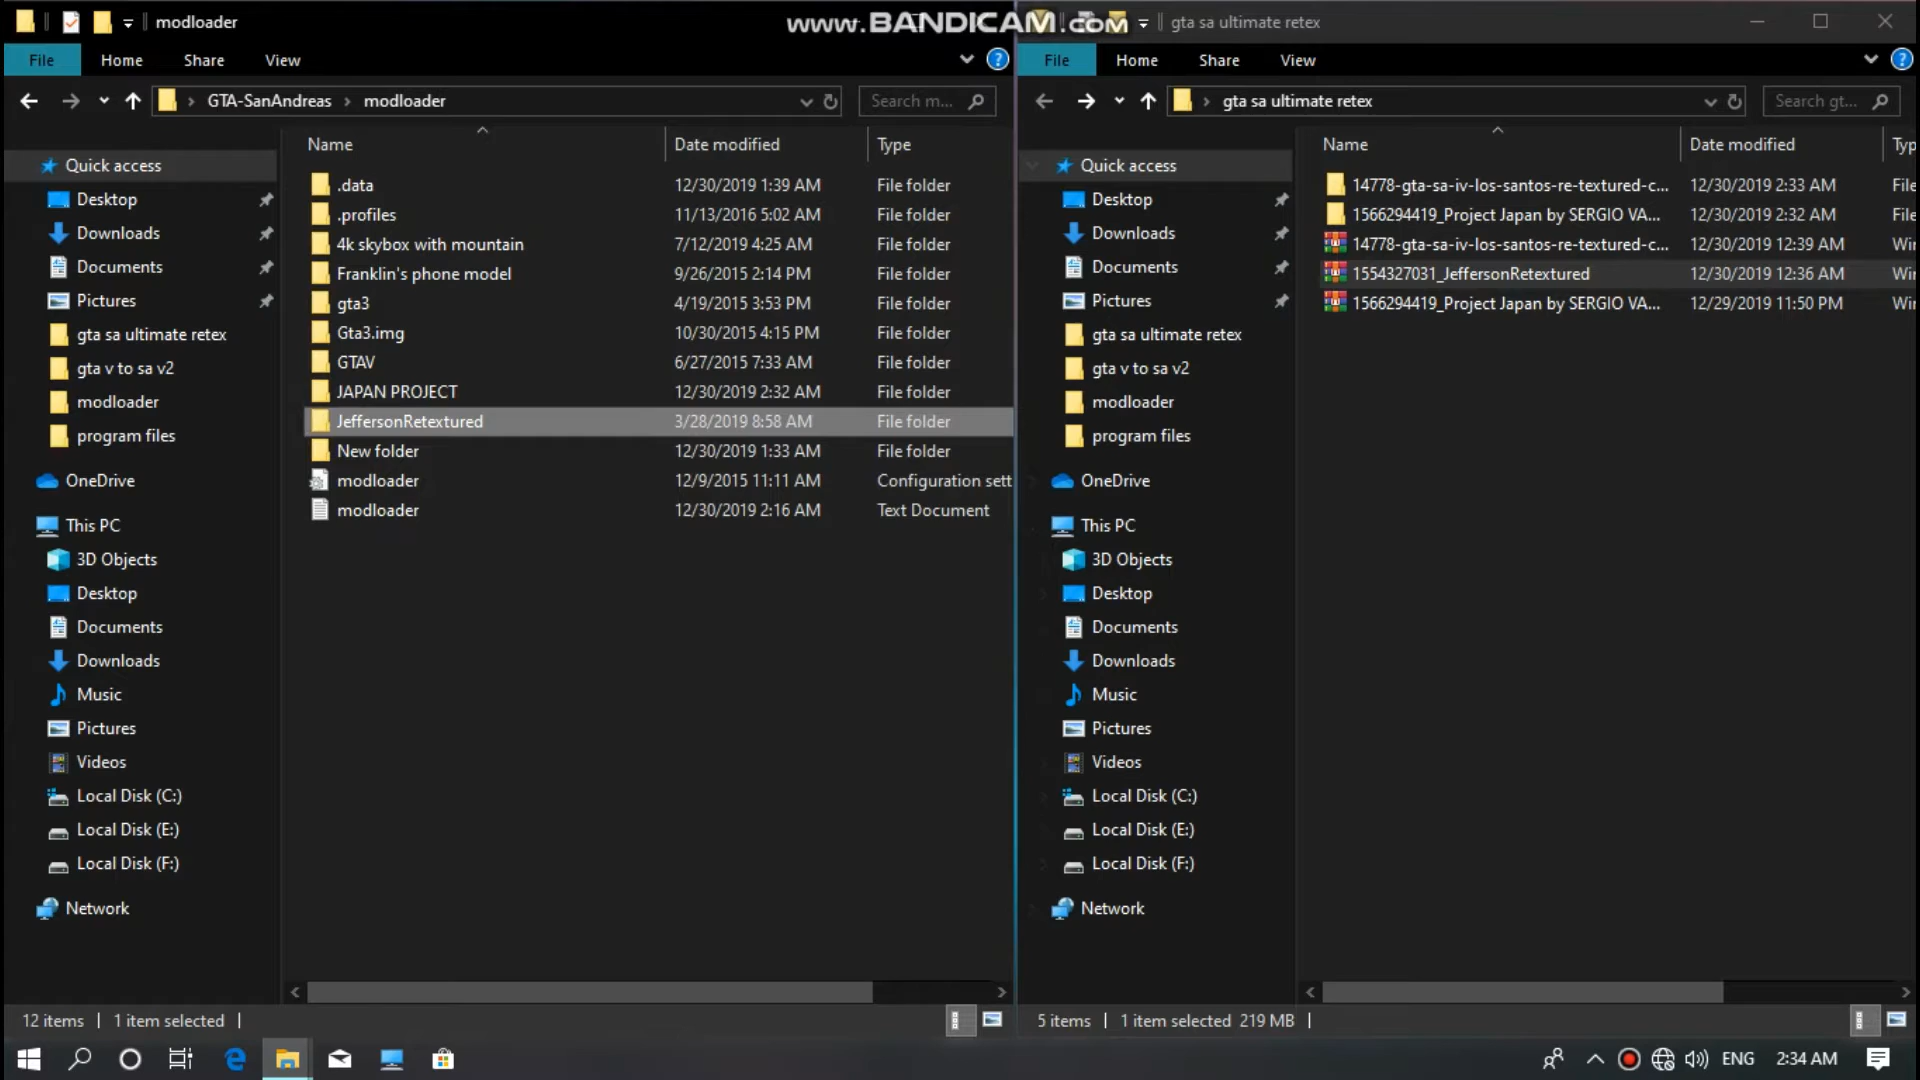 modloader
www.BANDICAM.com
gta sa ultimate retex
File
Home
Share
View
File
Home
Share
View
GTA-SanAndreas
modloader
Search m...
gta sa ultimate retex
Search gt...
Name
Date modified
Type
Quick access
Desktop
Downloads
Documents
Pictures
gta sa ultimate retex
gta v to sa v2
modloader
program files
OneDrive
This PC
3D Objects
Desktop
Documents
Downloads
Music
Pictures
Videos
Local Disk (C:)
Local Disk (E:)
Local Disk (F:)
Network
.data 12/30/2019 1:39 AM File folder
.profiles 11/13/2016 5:02 AM File folder
4k skybox with mountain 7/12/2019 4:25 AM File folder
Franklin's phone model 9/26/2015 2:14 PM File folder
gta3 4/19/2015 3:53 PM File folder
Gta3.img 10/30/2015 4:15 PM File folder
GTAV 6/27/2015 7:33 AM File folder
JAPAN PROJECT 12/30/2019 2:32 AM File folder
JeffersonRetextured 3/28/2019 8:58 AM File folder
New folder 12/30/2019 1:33 AM File folder
modloader 12/9/2015 11:11 AM Configuration sett
modloader 12/30/2019 2:16 AM Text Document
12 items
1 item selected
Name
Date modified
Typ
Quick access
Desktop
Downloads
Documents
Pictures
gta sa ultimate retex
gta v to sa v2
modloader
program files
OneDrive
This PC
3D Objects
Desktop
Documents
Downloads
Music
Pictures
Videos
Local Disk (C:)
Local Disk (E:)
Local Disk (F:)
Network
14778-gta-sa-iv-los-santos-re-textured-c... 12/30/2019 2:33 AM File
1566294419_Project Japan by SERGIO VA... 12/30/2019 2:32 AM File
14778-gta-sa-iv-los-santos-re-textured-c... 12/30/2019 12:39 AM Wi
1554327031_JeffersonRetextured 12/30/2019 12:36 AM Wi
1566294419_Project Japan by SERGIO VA... 12/29/2019 11:50 PM Wi
5 items
1 item selected 219 MB
ENG
2:34 AM